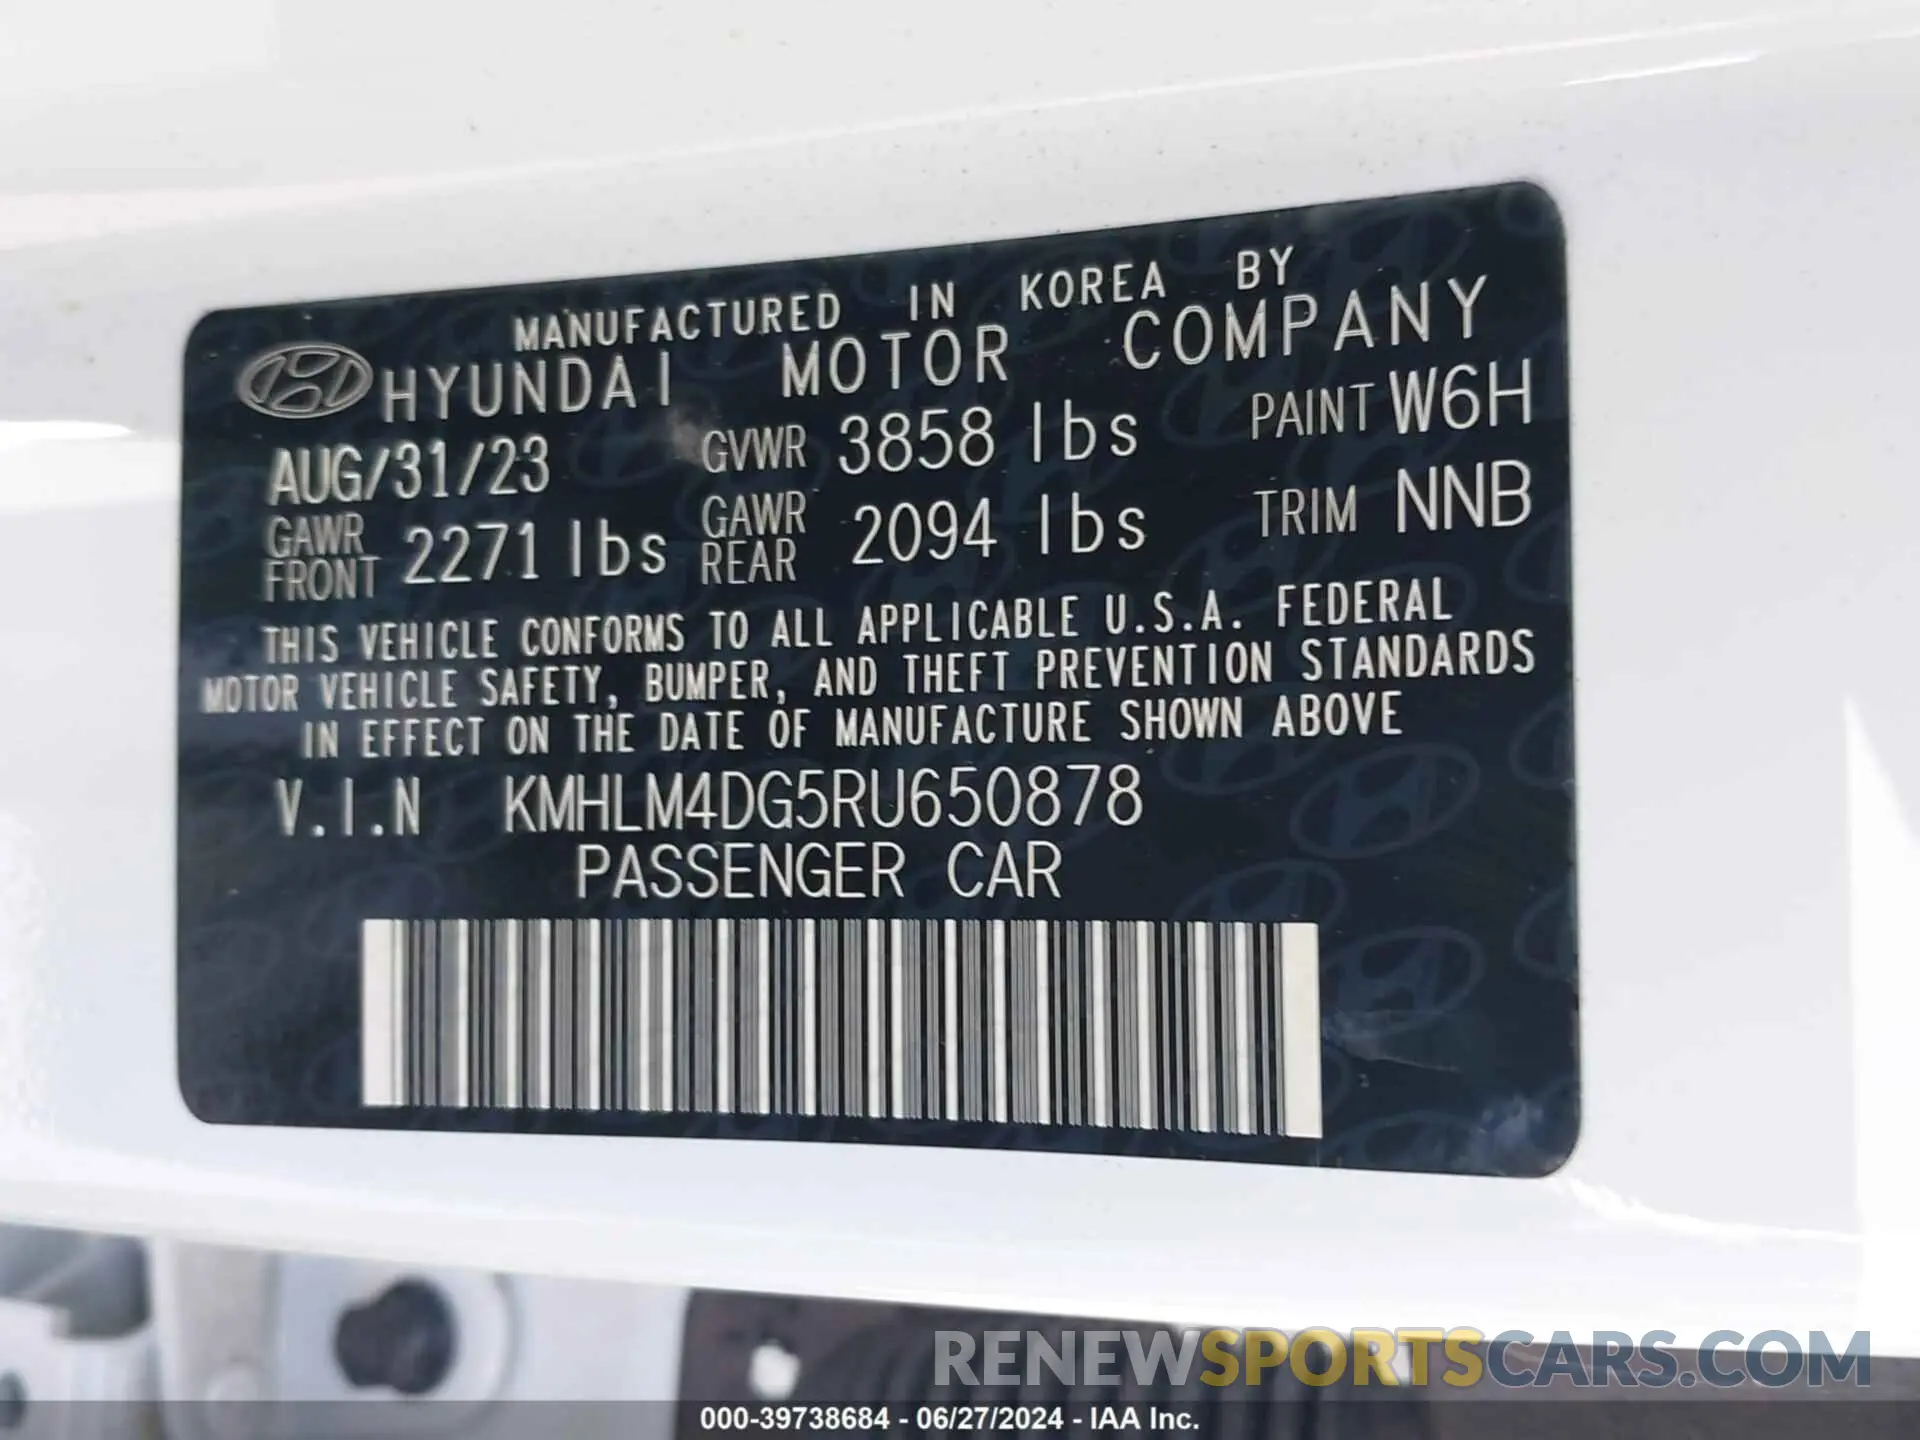 MANUFACTURED IN KOREA BY
HYUNDAI MOTOR COMPANY
AUG/31/23 GVWR 3858 lbs PAINT W6H
GAWR FRONT 2271 lbs GAWR REAR 2094 lbs TRIM NNB
THIS VEHICLE CONFORMS TO ALL APPLICABLE U.S.A. FEDERAL
MOTOR VEHICLE SAFETY, BUMPER, AND THEFT PREVENTION STANDARDS
IN EFFECT ON THE DATE OF MANUFACTURE SHOWN ABOVE
V.I.N KMHLM4DG5RU650878
PASSENGER CAR
RENEWSPORTSCARS.COM
000-39738684 - 06/27/2024 - IAA Inc.